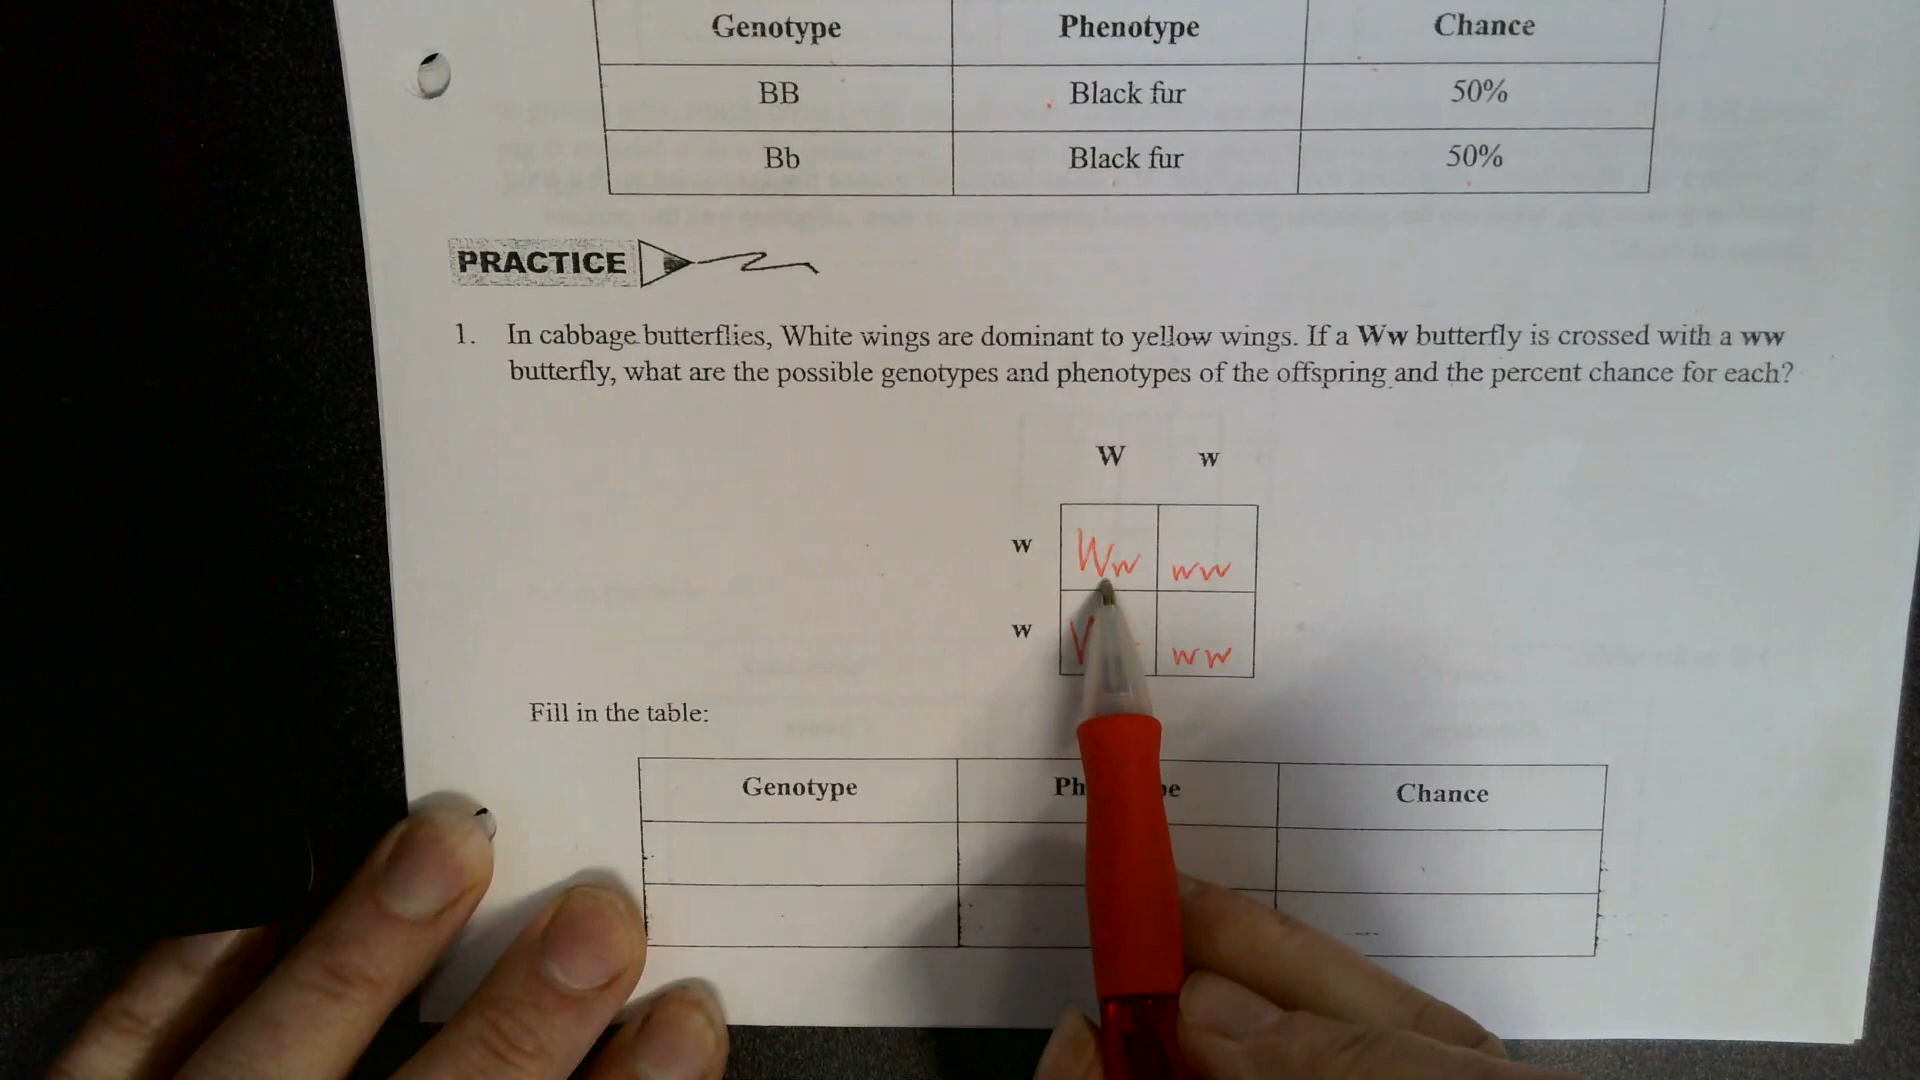 Genotype Phenotype Chance
BB Black fur 50%
Bb Black fur 50%
PRACTICE
1. In cabbage butterflies, White wings are dominant to yellow wings. If a Ww butterfly is crossed with a ww
butterfly, what are the possible genotypes and phenotypes of the offspring and the percent chance for each?
W w
w Ww ww
w ww
Fill in the table:
Genotype Chance